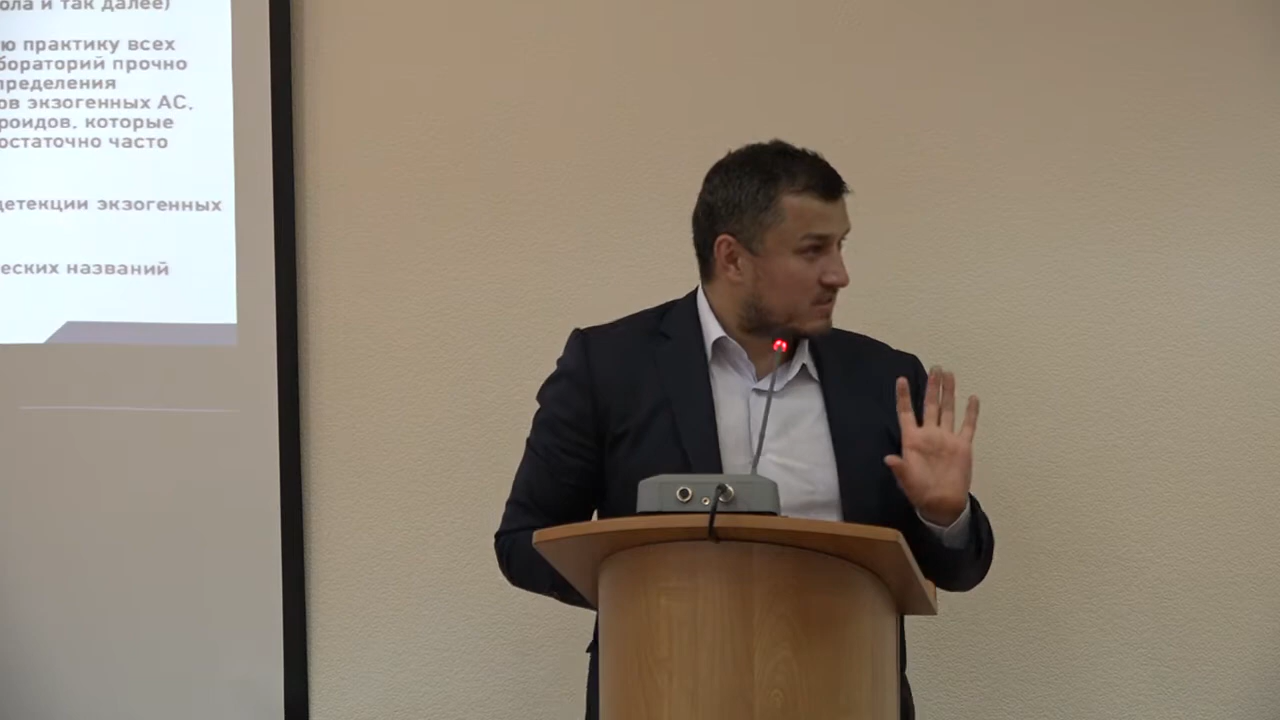 ола и так далее)
ю практику всех
бораторий прочно
пределения
ов экзогенных АС,
роидов, которые
остаточно часто
детекции экзогенных
еских названий